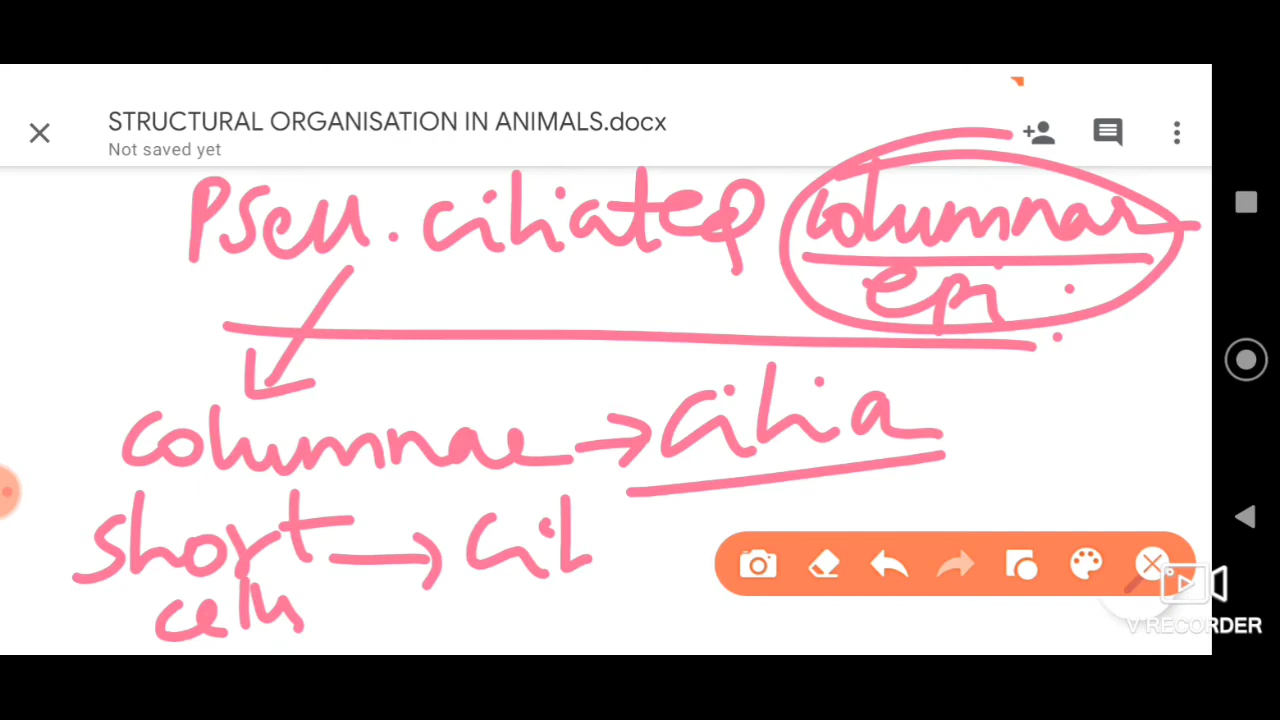 STRUCTURAL ORGANISATION IN ANIMALS.docx
Not saved yet
Pseu. ciliated columnar
epi
columnar → cilia
short → cil
cells
V RECORDER